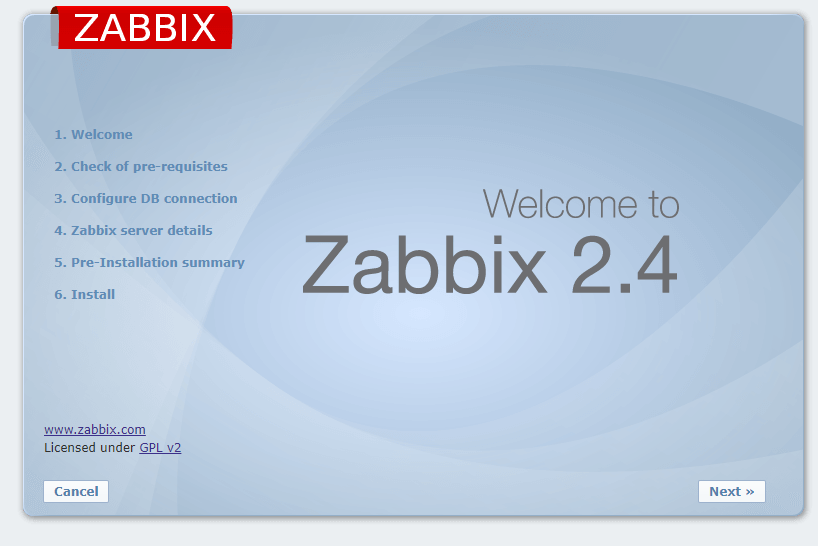 ZABBIX
1. Welcome
2. Check of pre-requisites
3. Configure DB connection
4. Zabbix server details
5. Pre-Installation summary
6. Install
Welcome to
Zabbix 2.4
www.zabbix.com
Licensed under GPL v2
Cancel
Next »